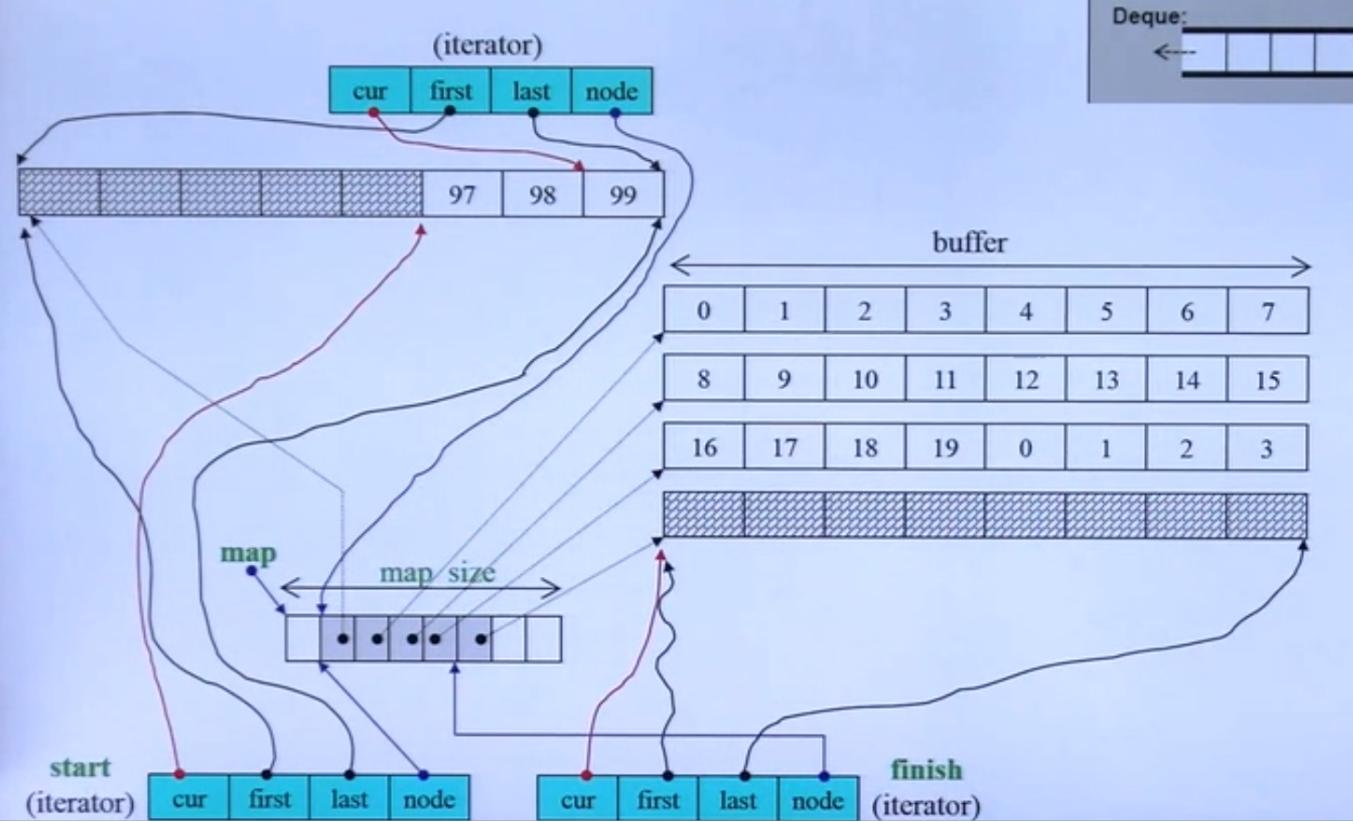 Deque:
(iterator)
cur first last node
97 98 99
buffer
0 1 2 3 4 5 6 7
8 9 10 11 12 13 14 15
16 17 18 19 0 1 2 3
map
map size
start
(iterator)
cur first last node
cur first last node
finish
(iterator)